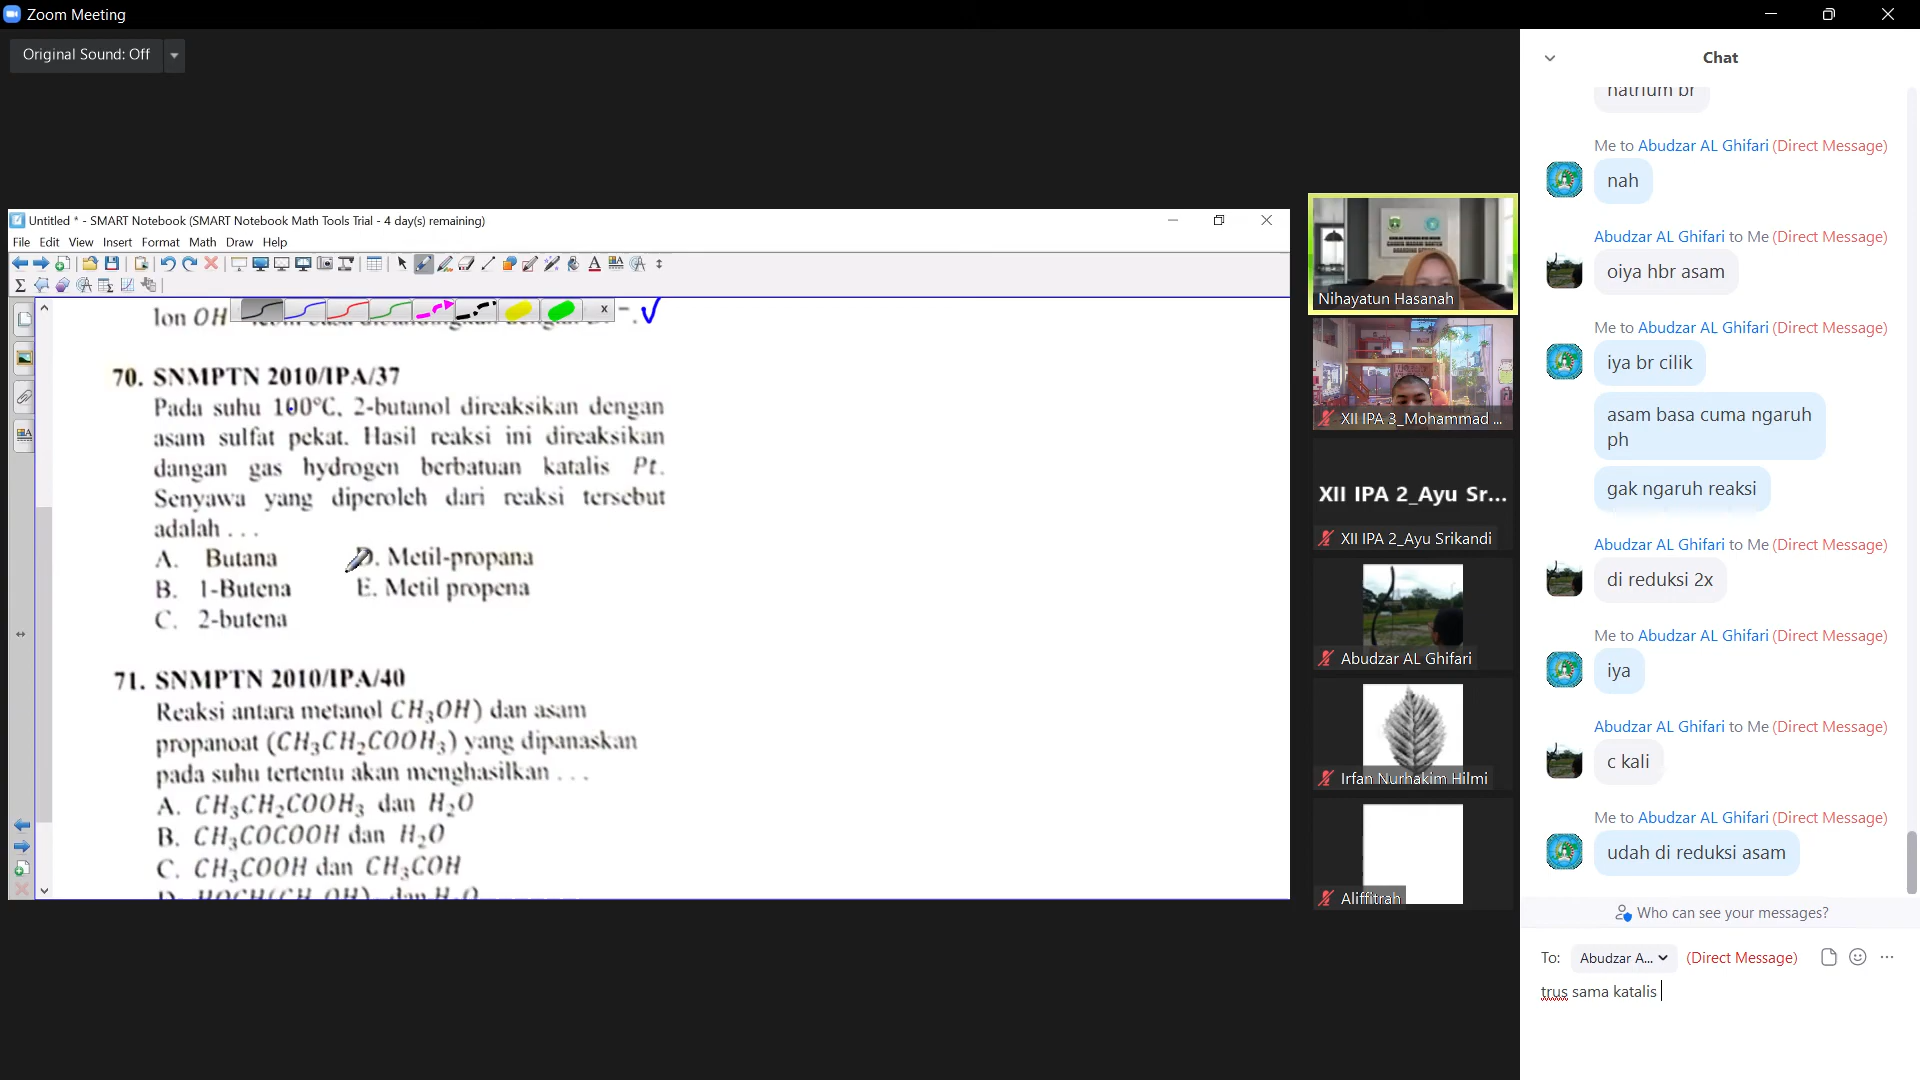 Zoom Meeting
Original Sound: Off
Untitled * - SMART Notebook (SMART Notebook Math Tools Trial - 4 day(s) remaining)
File Edit View Insert Format Math Draw Help
Ion OH
70. SNMPTN 2010/IPA/37
Pada suhu 100°C, 2-butanol direaksikan dengan
asam sulfat pekat. Hasil reaksi ini direaksikan
dangan gas hydrogen berbatuan katalis Pt.
Senyawa yang diperoleh dari reaksi tersebut
adalah . . .
A. Butana D. Metil-propana
B. 1-Butena E. Metil propena
C. 2-butena
71. SNMPTN 2010/IPA/40
Reaksi antara metanol CH₃OH) dan asam
propanoat (CH₃CH₂COOH₃) yang dipanaskan
pada suhu tertentu akan menghasilkan . . .
A. CH₃CH₂COOH₃ dan H₂O
B. CH₃COCOOH dan H₂O
C. CH₃COOH dan CH₃COH
D. HOCH(CH₂OH)₂ dan H₂O
Nihayatun Hasanah
XII IPA 3_Mohammad ...
XII IPA 2_Ayu Sr...
XII IPA 2_Ayu Srikandi
Abudzar AL Ghifari
Irfan Nurhakim Hilmi
Aliffitrah
Chat
natrium br
Me to Abudzar AL Ghifari (Direct Message)
nah
Abudzar AL Ghifari to Me (Direct Message)
oiya hbr asam
Me to Abudzar AL Ghifari (Direct Message)
iya br cilik
asam basa cuma ngaruh
ph
gak ngaruh reaksi
Abudzar AL Ghifari to Me (Direct Message)
di reduksi 2x
Me to Abudzar AL Ghifari (Direct Message)
iya
Abudzar AL Ghifari to Me (Direct Message)
c kali
Me to Abudzar AL Ghifari (Direct Message)
udah di reduksi asam
Who can see your messages?
To: Abudzar A... (Direct Message)
trus sama katalis